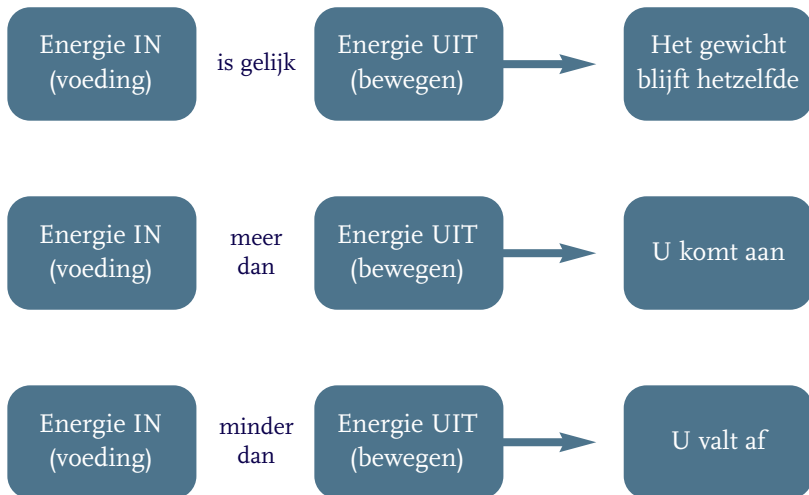 Energie IN
(voeding)
is gelijk
Energie UIT
(bewegen)
Het gewicht
blijft hetzelfde
Energie IN
(voeding)
meer
dan
Energie UIT
(bewegen)
U komt aan
Energie IN
(voeding)
minder
dan
Energie UIT
(bewegen)
U valt af